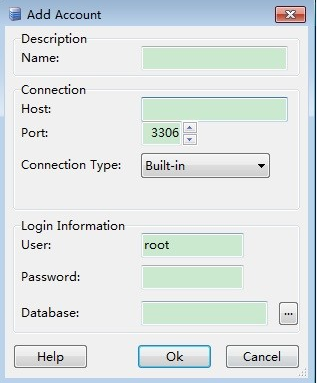 Add Account
Description
Name:
Connection
Host:
Port: 3306
Connection Type: Built-in
Login Information
User: root
Password:
Database: ...
Help Ok Cancel